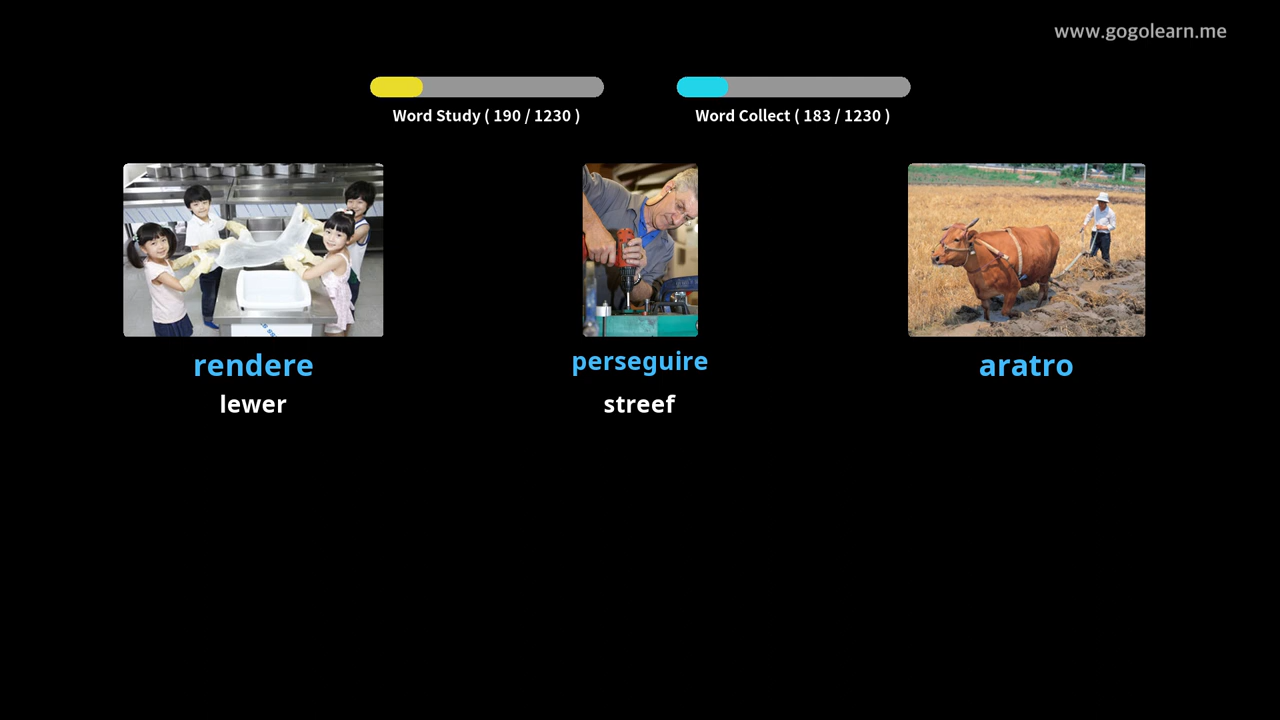 www.gogolearn.me
Word Study ( 190 / 1230 )
Word Collect ( 183 / 1230 )
rendere
perseguire
aratro
lewer
streef